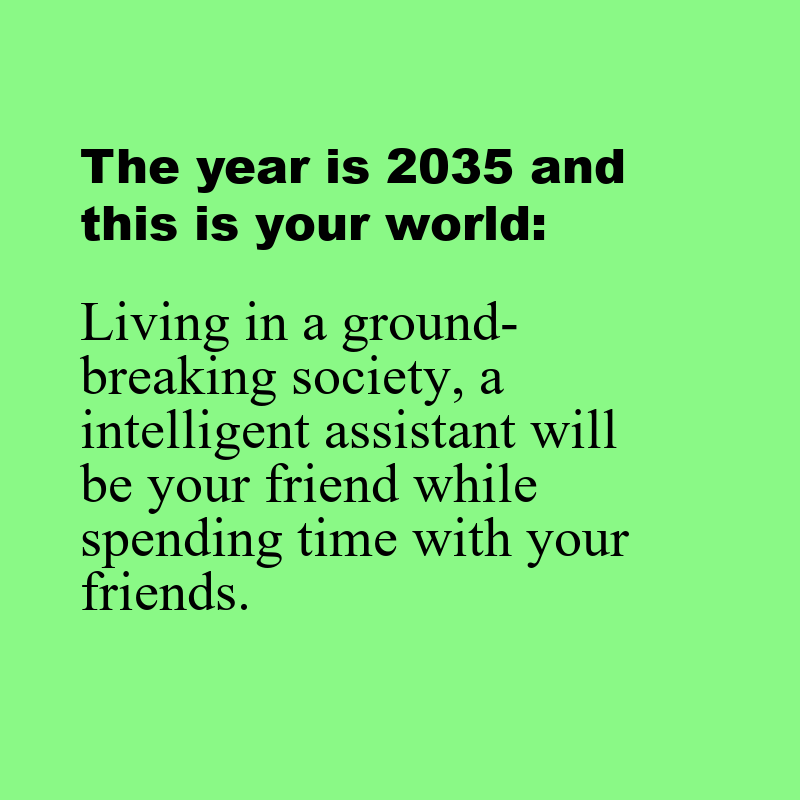 The year is 2035 and
this is your world:
Living in a ground-
breaking society, a
intelligent assistant will
be your friend while
spending time with your
friends.